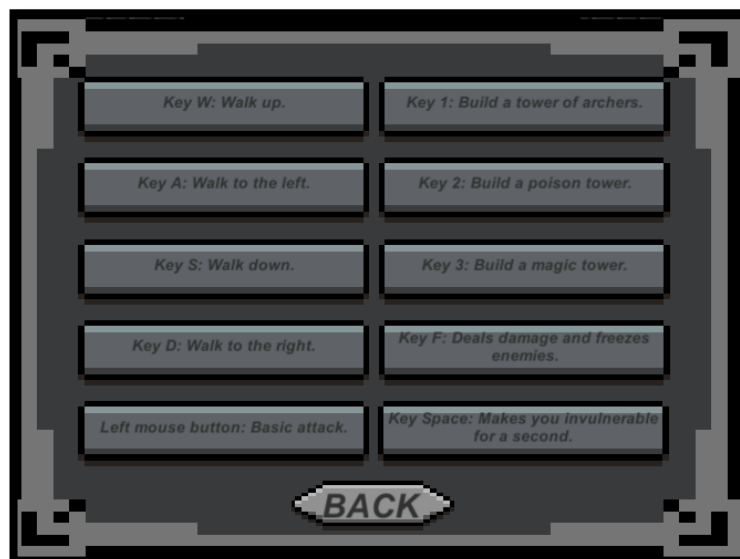 Key W: Walk up.
Key 1: Build a tower of archers.
Key A: Walk to the left.
Key 2: Build a poison tower.
Key S: Walk down.
Key 3: Build a magic tower.
Key D: Walk to the right.
Key F: Deals damage and freezes
enemies.
Left mouse button: Basic attack.
Key Space: Makes you invulnerable
for a second.
BACK